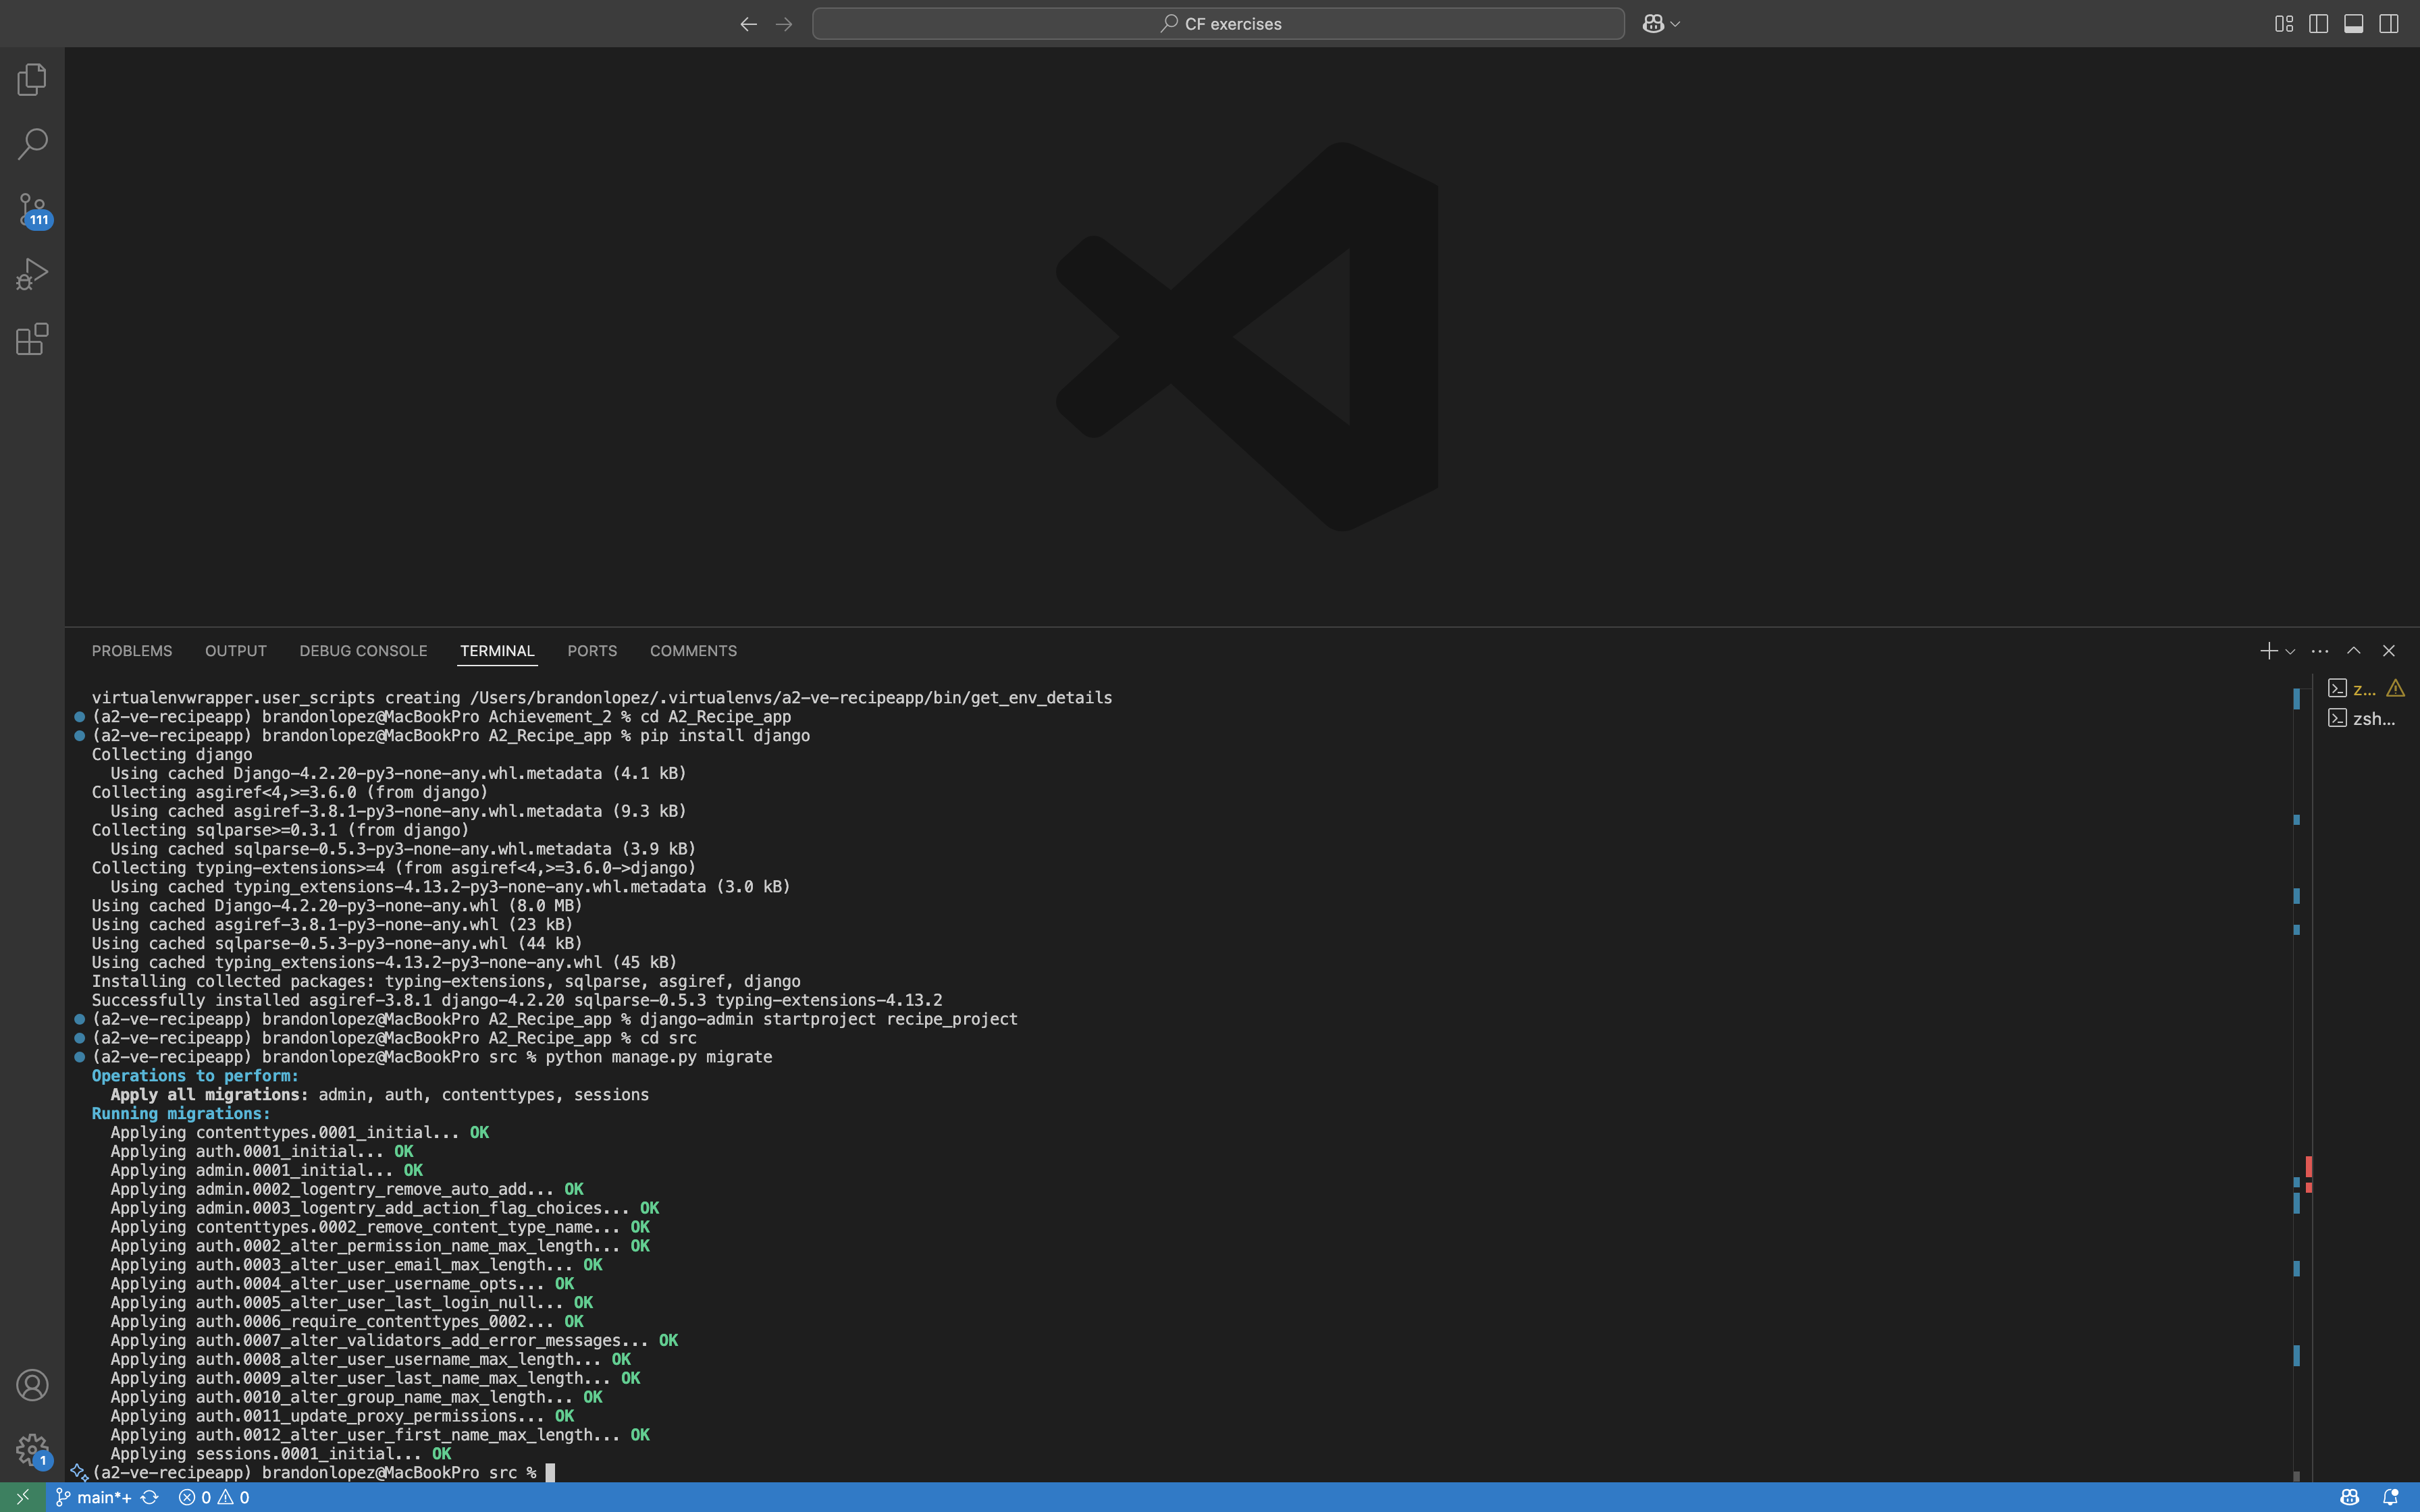 CF exercises
111
PROBLEMS OUTPUT DEBUG CONSOLE TERMINAL PORTS COMMENTS
virtualenvwrapper.user_scripts creating /Users/brandonlopez/.virtualenvs/a2-ve-recipeapp/bin/get_env_details
(a2-ve-recipeapp) brandonlopez@MacBookPro Achievement_2 % cd A2_Recipe_app
(a2-ve-recipeapp) brandonlopez@MacBookPro A2_Recipe_app % pip install django
Collecting django
  Using cached Django-4.2.20-py3-none-any.whl.metadata (4.1 kB)
Collecting asgiref<4,>=3.6.0 (from django)
  Using cached asgiref-3.8.1-py3-none-any.whl.metadata (9.3 kB)
Collecting sqlparse>=0.3.1 (from django)
  Using cached sqlparse-0.5.3-py3-none-any.whl.metadata (3.9 kB)
Collecting typing-extensions>=4 (from asgiref<4,>=3.6.0->django)
  Using cached typing_extensions-4.13.2-py3-none-any.whl.metadata (3.0 kB)
Using cached Django-4.2.20-py3-none-any.whl (8.0 MB)
Using cached asgiref-3.8.1-py3-none-any.whl (23 kB)
Using cached sqlparse-0.5.3-py3-none-any.whl (44 kB)
Using cached typing_extensions-4.13.2-py3-none-any.whl (45 kB)
Installing collected packages: typing-extensions, sqlparse, asgiref, django
Successfully installed asgiref-3.8.1 django-4.2.20 sqlparse-0.5.3 typing-extensions-4.13.2
(a2-ve-recipeapp) brandonlopez@MacBookPro A2_Recipe_app % django-admin startproject recipe_project
(a2-ve-recipeapp) brandonlopez@MacBookPro A2_Recipe_app % cd src
(a2-ve-recipeapp) brandonlopez@MacBookPro src % python manage.py migrate
Operations to perform:
  Apply all migrations: admin, auth, contenttypes, sessions
Running migrations:
  Applying contenttypes.0001_initial... OK
  Applying auth.0001_initial... OK
  Applying admin.0001_initial... OK
  Applying admin.0002_logentry_remove_auto_add... OK
  Applying admin.0003_logentry_add_action_flag_choices... OK
  Applying contenttypes.0002_remove_content_type_name... OK
  Applying auth.0002_alter_permission_name_max_length... OK
  Applying auth.0003_alter_user_email_max_length... OK
  Applying auth.0004_alter_user_username_opts... OK
  Applying auth.0005_alter_user_last_login_null... OK
  Applying auth.0006_require_contenttypes_0002... OK
  Applying auth.0007_alter_validators_add_error_messages... OK
  Applying auth.0008_alter_user_username_max_length... OK
  Applying auth.0009_alter_user_last_name_max_length... OK
  Applying auth.0010_alter_group_name_max_length... OK
  Applying auth.0011_update_proxy_permissions... OK
  Applying auth.0012_alter_user_first_name_max_length... OK
  Applying sessions.0001_initial... OK
(a2-ve-recipeapp) brandonlopez@MacBookPro src %
z...
zsh...
1
main*+ 0 0